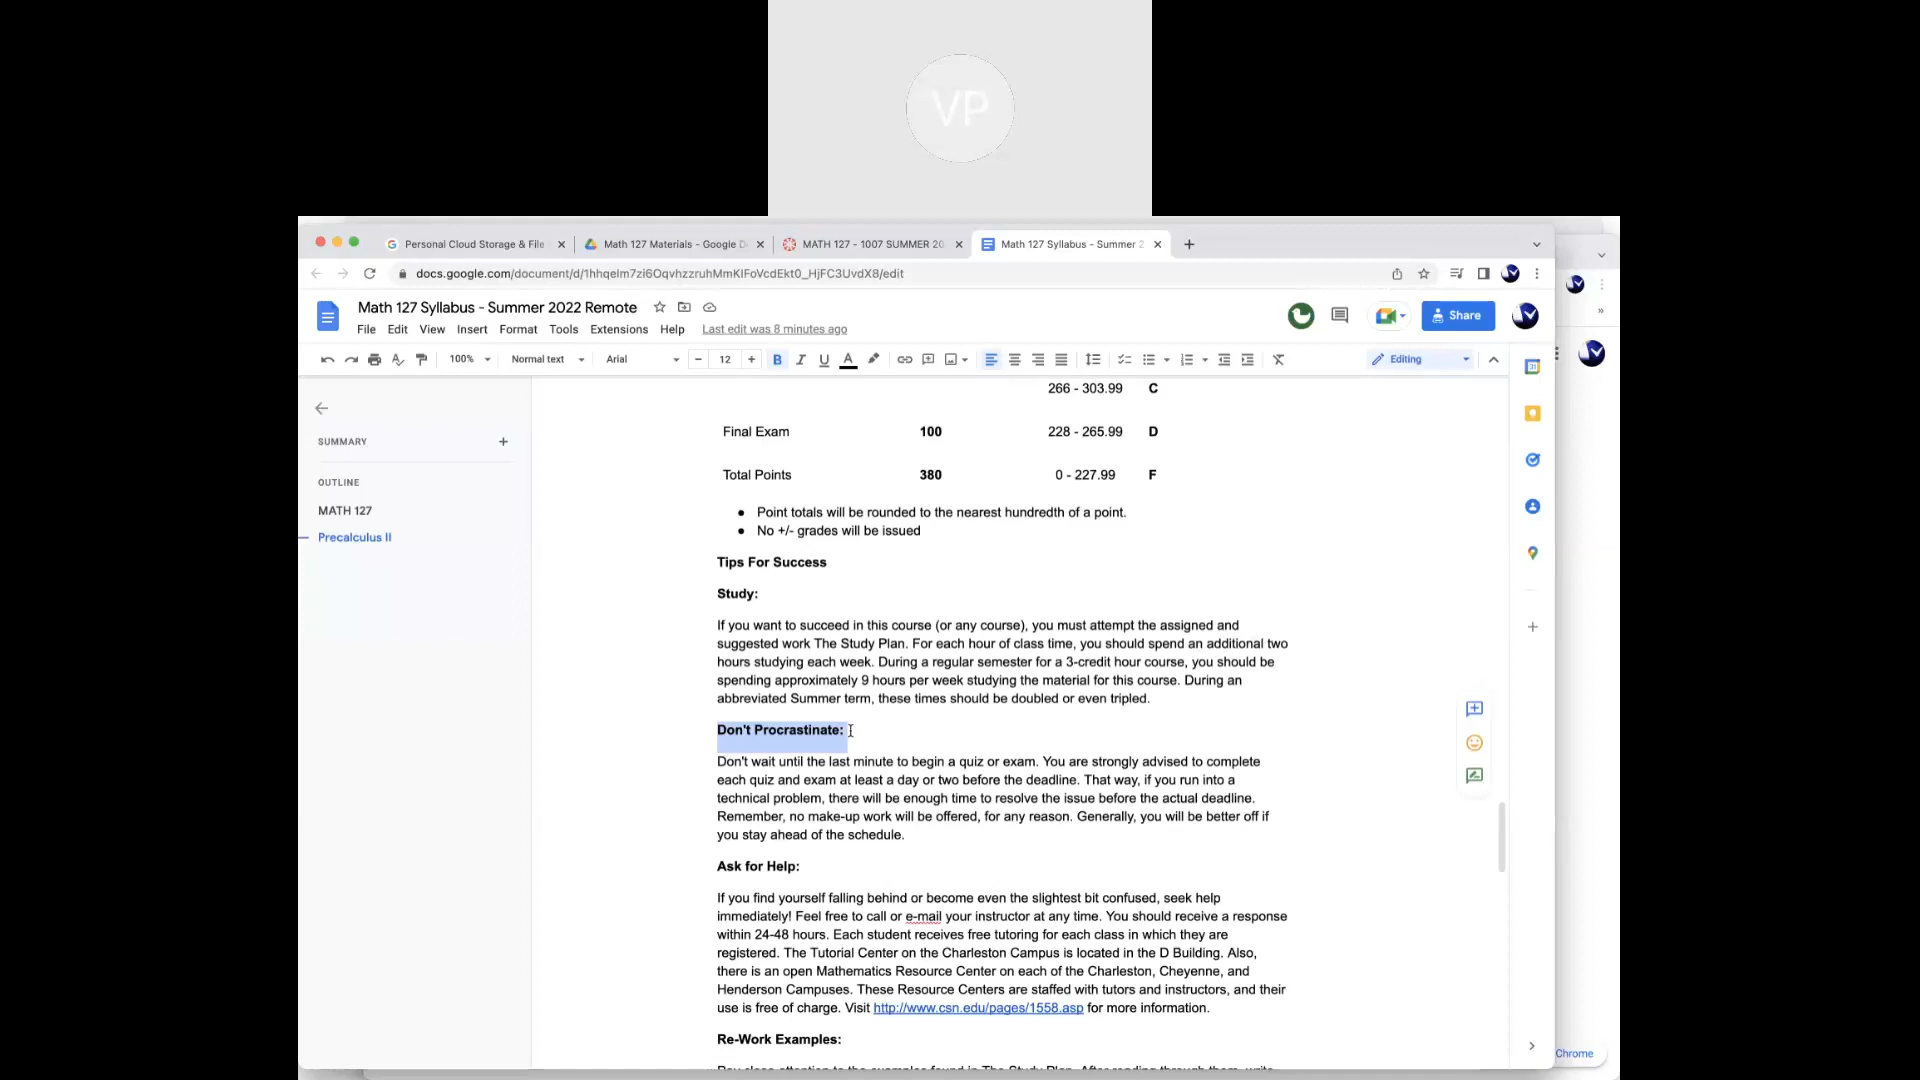 VP
Personal Cloud Storage & File
Math 127 Materials - Google D
MATH 127 - 1007 SUMMER 20
Math 127 Syllabus - Summer 2
docs.google.com/document/d/1hhqelm7zi6OqvhzzruhMmKIFoVcdEkt0_HjFC3UvdX8/edit
Math 127 Syllabus - Summer 2022 Remote
File Edit View Insert Format Tools Extensions Help Last edit was 8 minutes ago
Share
100% Normal text Arial 12 B I U A Editing
SUMMARY
OUTLINE
MATH 127
Precalculus II
266 - 303.99 C
Final Exam 100 228 - 265.99 D
Total Points 380 0 - 227.99 F
● Point totals will be rounded to the nearest hundredth of a point.
● No +/- grades will be issued
Tips For Success
Study:
If you want to succeed in this course (or any course), you must attempt the assigned and
suggested work The Study Plan. For each hour of class time, you should spend an additional two
hours studying each week. During a regular semester for a 3-credit hour course, you should be
spending approximately 9 hours per week studying the material for this course. During an
abbreviated Summer term, these times should be doubled or even tripled.
Don't Procrastinate:
Don't wait until the last minute to begin a quiz or exam. You are strongly advised to complete
each quiz and exam at least a day or two before the deadline. That way, if you run into a
technical problem, there will be enough time to resolve the issue before the actual deadline.
Remember, no make-up work will be offered, for any reason. Generally, you will be better off if
you stay ahead of the schedule.
Ask for Help:
If you find yourself falling behind or become even the slightest bit confused, seek help
immediately! Feel free to call or e-mail your instructor at any time. You should receive a response
within 24-48 hours. Each student receives free tutoring for each class in which they are
registered. The Tutorial Center on the Charleston Campus is located in the D Building. Also,
there is an open Mathematics Resource Center on each of the Charleston, Cheyenne, and
Henderson Campuses. These Resource Centers are staffed with tutors and instructors, and their
use is free of charge. Visit http://www.csn.edu/pages/1558.asp for more information.
Re-Work Examples:
Chrome